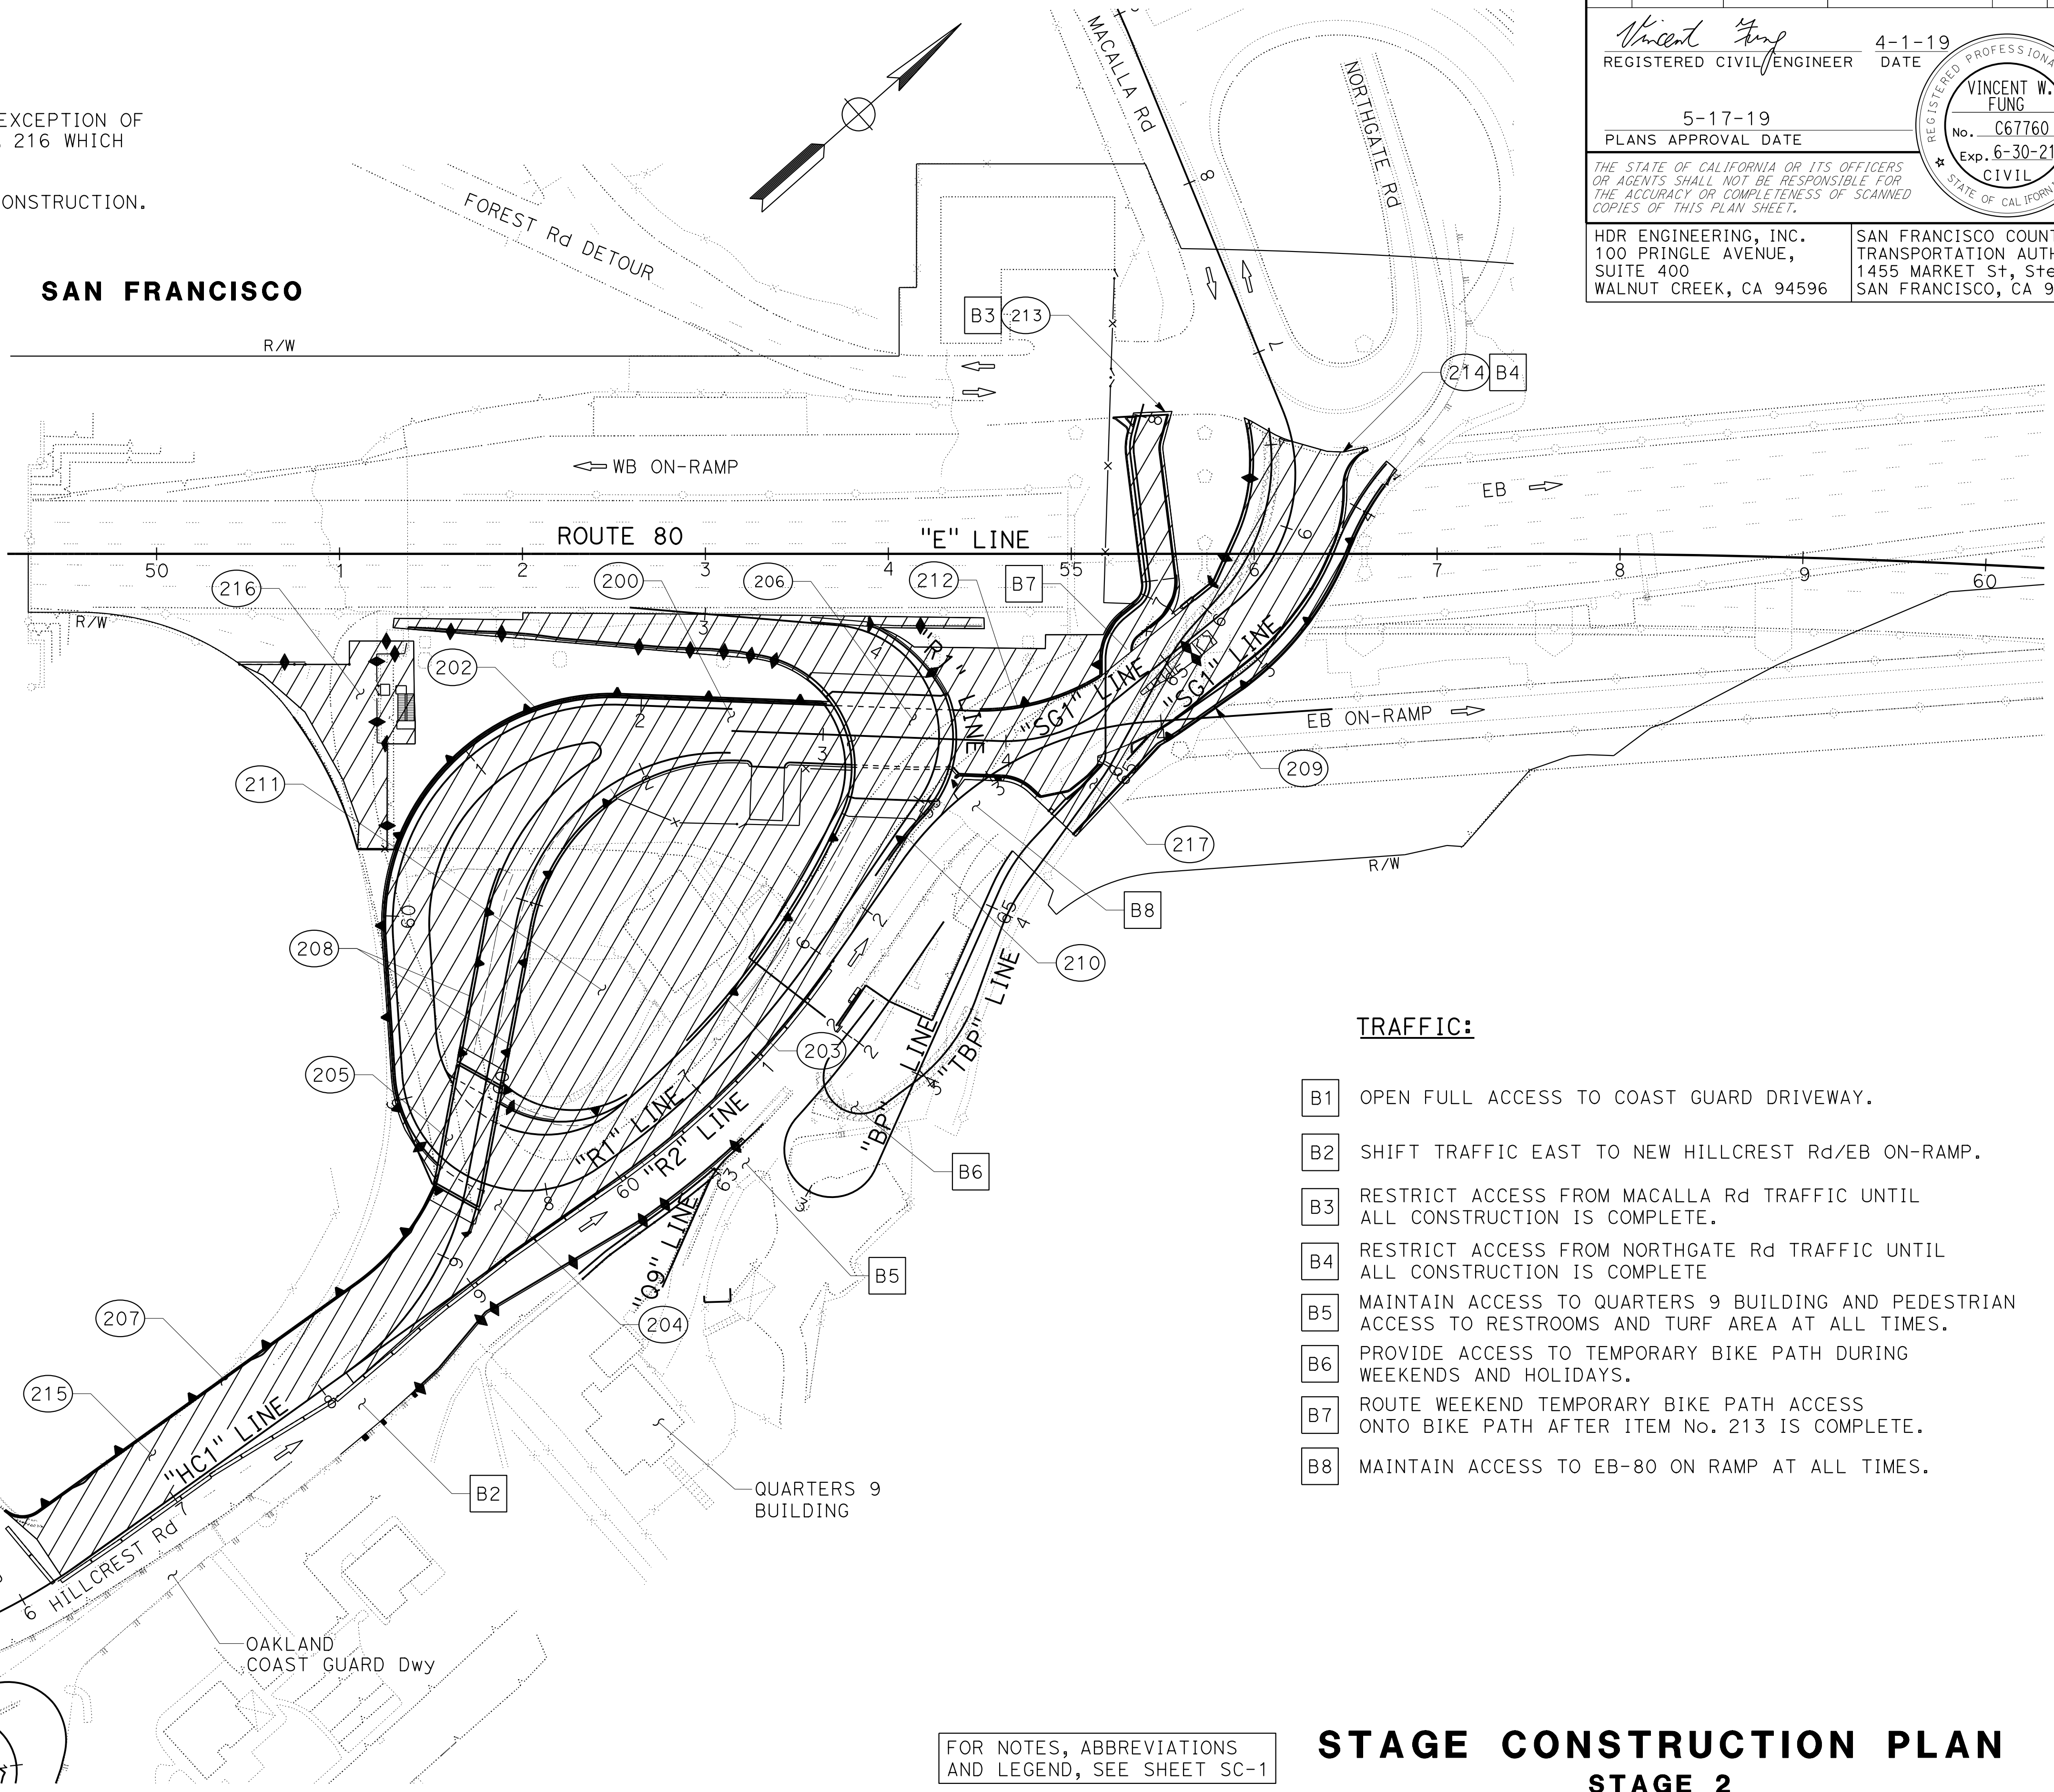 EXCEPTION OF
216 WHICH
ONSTRUCTION.
SAN FRANCISCO
Vincent Fung
REGISTERED CIVIL ENGINEER
4-1-19
DATE
5-17-19
PLANS APPROVAL DATE
REGISTERED PROFESSIONA
VINCENT W.
FUNG
No. C67760
Exp. 6-30-21
CIVIL
STATE OF CALIFORN
THE STATE OF CALIFORNIA OR ITS OFFICERS
OR AGENTS SHALL NOT BE RESPONSIBLE FOR
THE ACCURACY OR COMPLETENESS OF SCANNED
COPIES OF THIS PLAN SHEET.
HDR ENGINEERING, INC.
100 PRINGLE AVENUE,
SUITE 400
WALNUT CREEK, CA 94596
SAN FRANCISCO COUNT
TRANSPORTATION AUTH
1455 MARKET St, Ste
SAN FRANCISCO, CA 9
MACALLA Rd
NORTHGATE Rd
FOREST Rd DETOUR
8
7
R/W
B3 213
214 B4
WB ON-RAMP
EB
ROUTE 80
"E" LINE
50 1 2 3 4 55 6 7 8 9 60
216
200
206
212
B7
R/W
202
"R1" LINE
"SG1" LINE
"SG1" LINE
EB ON-RAMP
209
211
217
R/W
B8
208
210
203
205
"R1" LINE
"R2" LINE
"BP" LINE
"TBP" LINE
B6
"Q9" LINE
63
B5
204
207
215
"HC1" LINE
B2
QUARTERS 9
BUILDING
HILLCREST Rd
6
7
OAKLAND
COAST GUARD Dwy
TRAFFIC:
B1 OPEN FULL ACCESS TO COAST GUARD DRIVEWAY.
B2 SHIFT TRAFFIC EAST TO NEW HILLCREST Rd/EB ON-RAMP.
B3 RESTRICT ACCESS FROM MACALLA Rd TRAFFIC UNTIL
ALL CONSTRUCTION IS COMPLETE.
B4 RESTRICT ACCESS FROM NORTHGATE Rd TRAFFIC UNTIL
ALL CONSTRUCTION IS COMPLETE
B5 MAINTAIN ACCESS TO QUARTERS 9 BUILDING AND PEDESTRIAN
ACCESS TO RESTROOMS AND TURF AREA AT ALL TIMES.
B6 PROVIDE ACCESS TO TEMPORARY BIKE PATH DURING
WEEKENDS AND HOLIDAYS.
B7 ROUTE WEEKEND TEMPORARY BIKE PATH ACCESS
ONTO BIKE PATH AFTER ITEM No. 213 IS COMPLETE.
B8 MAINTAIN ACCESS TO EB-80 ON RAMP AT ALL TIMES.
FOR NOTES, ABBREVIATIONS
AND LEGEND, SEE SHEET SC-1
STAGE CONSTRUCTION PLAN
STAGE 2